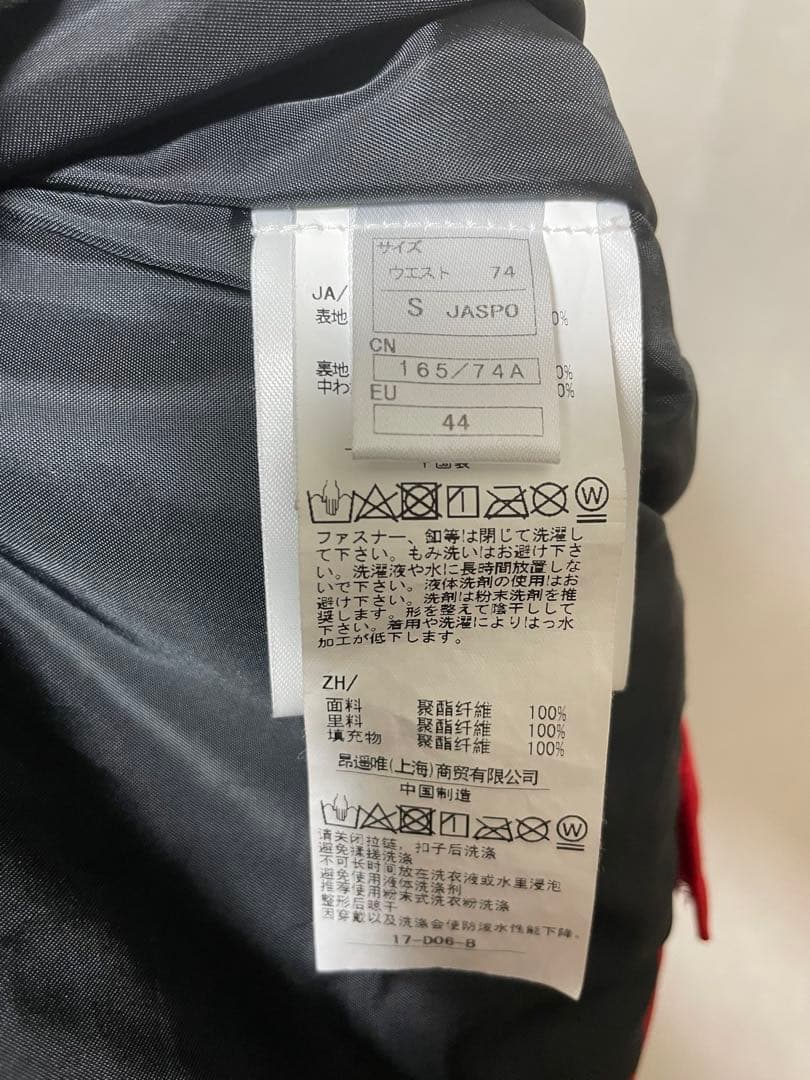 サイズ
ウエスト 74
S JASPO
CN
165/74A
EU
44
JA/
表地 0%
裏地 0%
中わ 0%
中国製
W
ファスナー、釦等は閉じて洗濯し
て下さい。もみ洗いはお避け下さ
い。洗濯液や水に長時間放置しな
いで下さい。液体洗剤の使用はお
避け下さい。洗剤は粉末洗剤を推
奨します。形を整えて陰干しして
下さい。着用や洗濯によりはっ水
加工が低下します。
ZH/
面料 聚酯纤维 100%
里料 聚酯纤维 100%
填充物 聚酯纤维 100%
昂遥唯(上海)商贸有限公司
中国制造
W
请关闭拉链，扣子后洗涤
避免揉搓洗涤
不可长时间放在洗衣液或水里浸泡
避免使用液体洗涤剂
推荐使用粉末式洗衣粉洗涤
整形后晾干
因穿戴以及洗涤会使防泼水性能下降。
17-D06-B